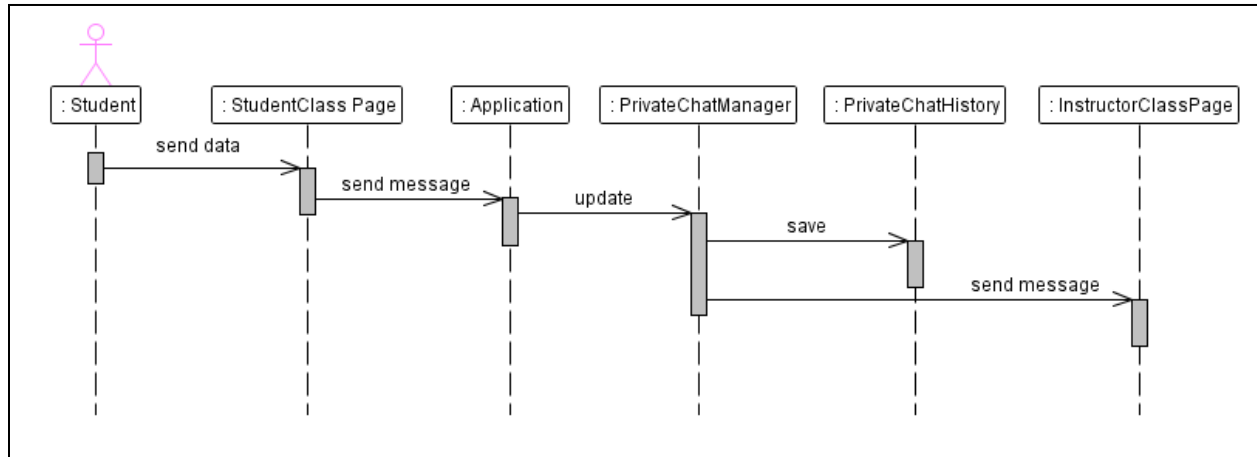 : Student
: StudentClass Page
: Application
: PrivateChatManager
: PrivateChatHistory
: InstructorClassPage
send data
send message
update
save
send message